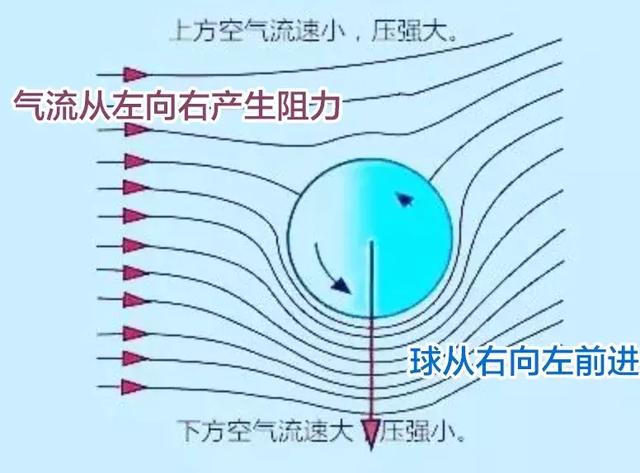 上方空气流速小，压强大。
气流从左向右产生阻力
球从右向左前进
下方空气流速大，压强小。